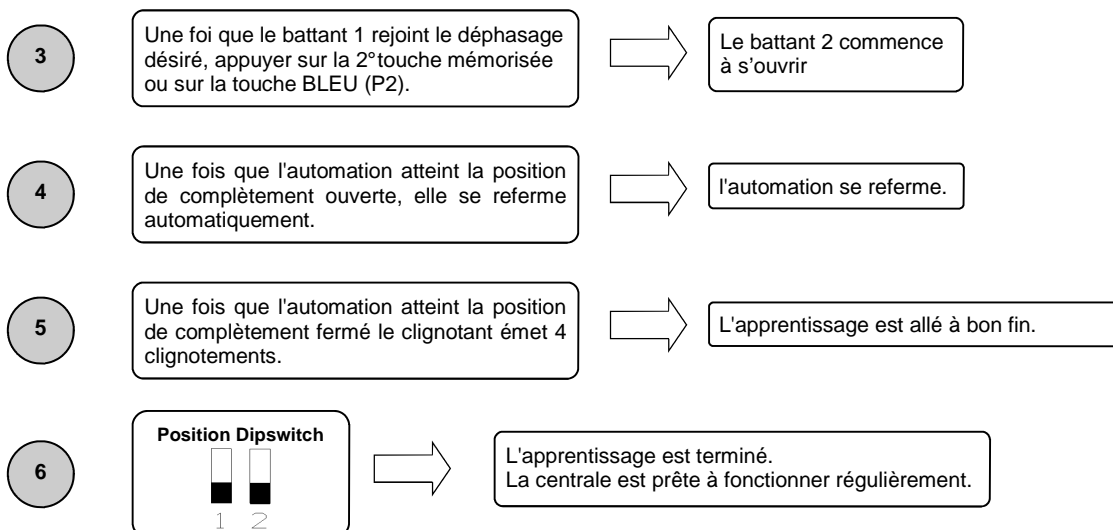 3
Une foi que le battant 1 rejoint le déphasage
désiré, appuyer sur la 2° touche mémorisée
ou sur la touche BLEU (P2).
Le battant 2 commence
à s’ouvrir
4
Une fois que l'automation atteint la position
de complètement ouverte, elle se referme
automatiquement.
l'automation se referme.
5
Une fois que l'automation atteint la position
de complètement fermé le clignotant émet 4
clignotements.
L'apprentissage est allé à bon fin.
6
Position Dipswitch
1 2
L'apprentissage est terminé.
La centrale est prête à fonctionner régulièrement.